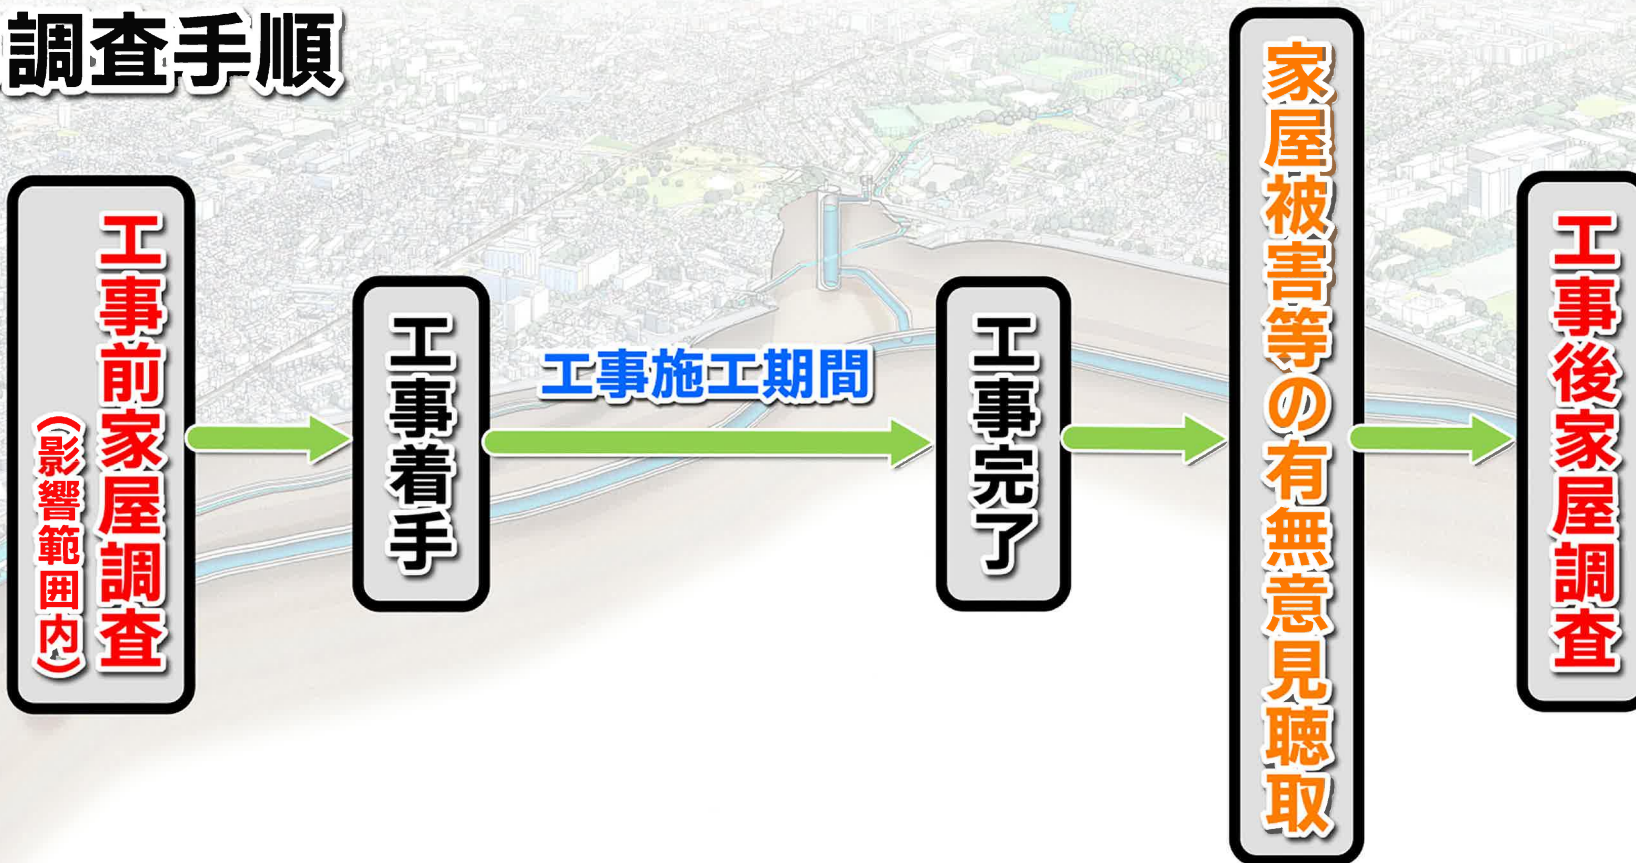 調査手順
工事前家屋調査
（影響範囲内）
工事着手
工事施工期間
工事完了
家屋被害等の有無意見聴取
工事後家屋調査